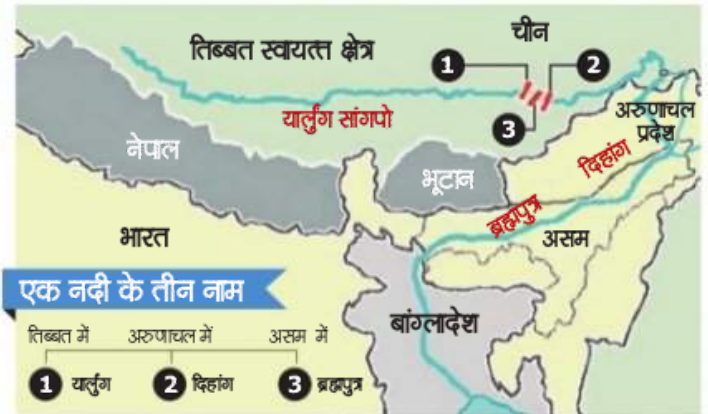 चीन
तिब्बत स्वायत्त क्षेत्र
1
2
यार्लुंग सांगपो
3
अरुणाचल
प्रदेश
नेपाल
भूटान
दिहांग
ब्रह्मपुत्र
भारत
असम
एक नदी के तीन नाम
बांग्लादेश
तिब्बत में अरुणाचल में असम में
1 यार्लुंग 2 दिहांग 3 ब्रह्मपुत्र